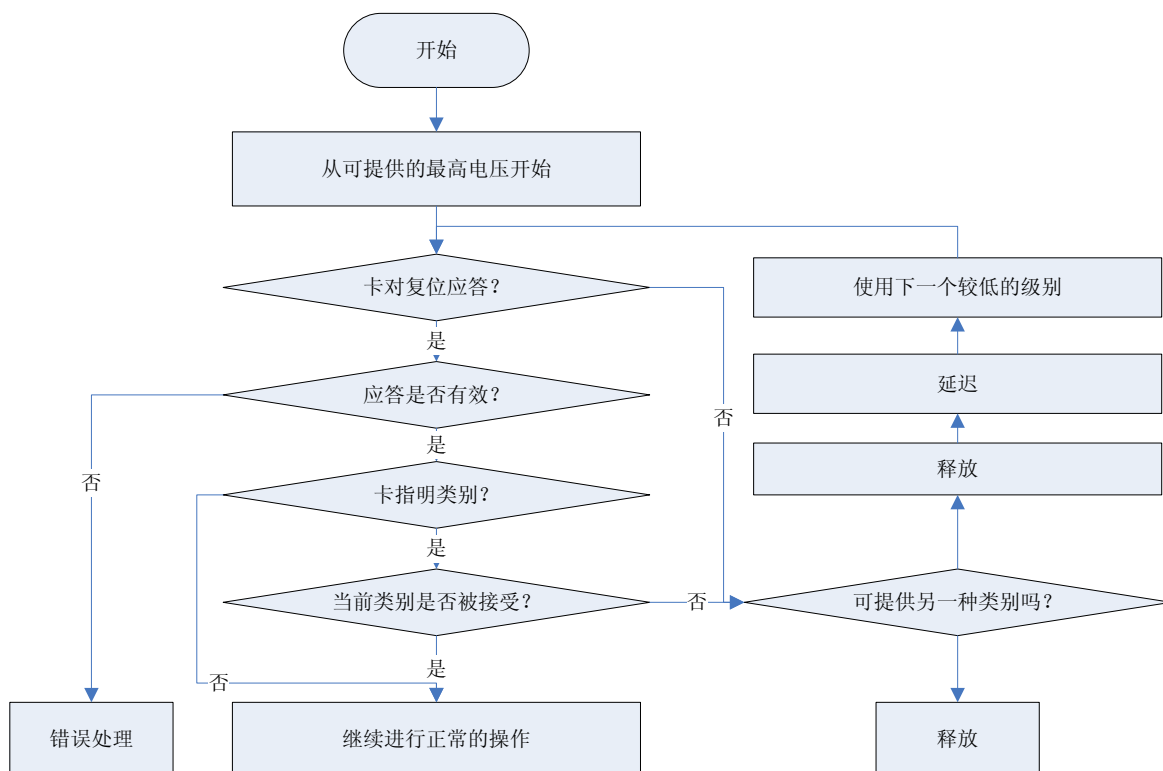 开始
从可提供的最高电压开始
卡对复位应答？
使用下一个较低的级别
是
延迟
应答是否有效？
否
是
释放
否
卡指明类别？
是
当前类别是否被接受？
否
可提供另一种类别吗？
是
否
错误处理
继续进行正常的操作
释放